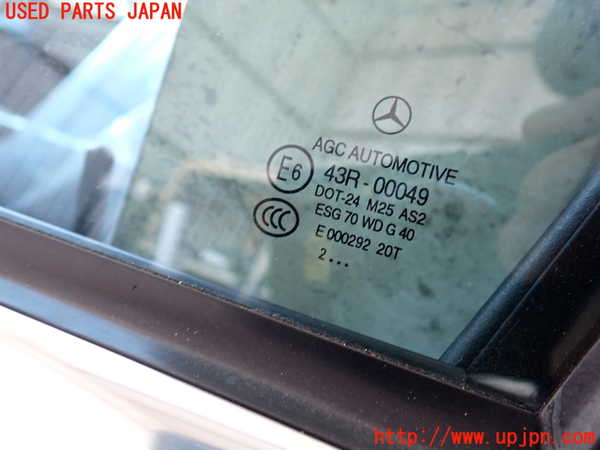 USED PARTS JAPAN
AGC AUTOMOTIVE
E6
43R-00049
DOT-24 M25 AS2
CCC
ESG 70 WD G 40
E 000292 20T
2...
http://www.upjpn.com